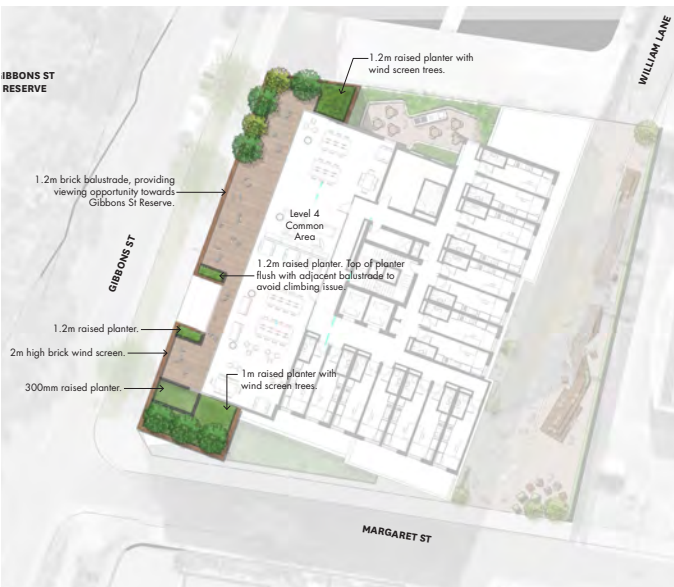 WILLIAM LANE
1.2m raised planter with
wind screen trees.
IBBONS ST
RESERVE
1.2m brick balustrade, providing
viewing opportunity towards
Gibbons St Reserve.
Level 4
Common
Area
GIBBONS ST
1.2m raised planter. Top of planter
flush with adjacent balustrade to
avoid climbing issue.
1.2m raised planter.
2m high brick wind screen.
300mm raised planter.
1m raised planter with
wind screen trees.
MARGARET ST